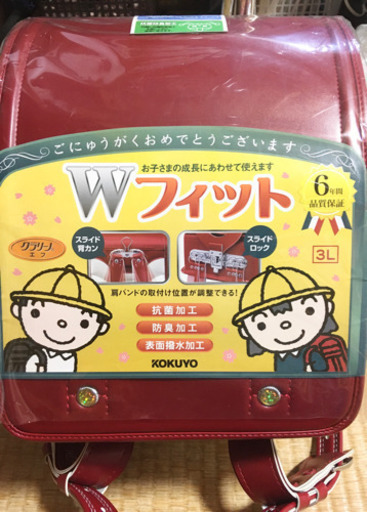 ごにゅうがくおめでとうございます
お子さまの成長にあわせて使えます
Wフィット
6年間
品質保証
クラリーノ
エフ
スライド
背カン
スライド
ロック
3L
肩バンドの取付け位置が調整できる!
抗菌加工
防臭加工
表面撥水加工
KOKUYO